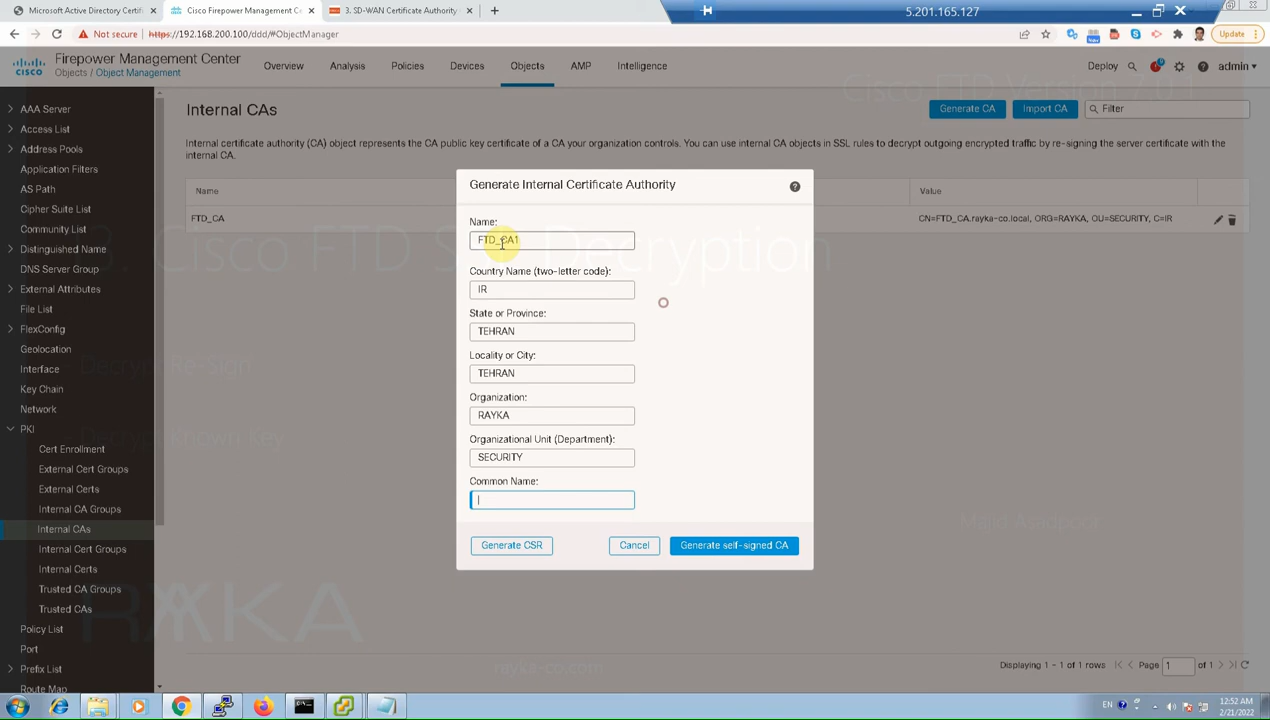 Microsoft Active Directory Certific
Cisco Firepower Management Ce
3. SD-WAN Certificate Authority
5.201.165.127
Not secure
https://192.168.200.100/ddd/#ObjectManager
Update
Firepower Management Center
Objects / Object Management
cisco
Overview
Analysis
Policies
Devices
Objects
AMP
Intelligence
Deploy
admin
Cisco FTD Version 7.0.1
AAA Server
Access List
Address Pools
Application Filters
AS Path
Cipher Suite List
Community List
Distinguished Name
DNS Server Group
External Attributes
File List
FlexConfig
Geolocation
Interface
Key Chain
Network
PKI
Cert Enrollment
External Cert Groups
External Certs
Internal CA Groups
Internal CAs
Internal Cert Groups
Internal Certs
Trusted CA Groups
Trusted CAs
Policy List
Port
Prefix List
Route Map
Internal CAs
Generate CA
Import CA
Filter
Internal certificate authority (CA) object represents the CA public key certificate of a CA your organization controls. You can use internal CA objects in SSL rules to decrypt outgoing encrypted traffic by re-signing the server certificate with the
internal CA.
Name
Value
FTD_CA
CN=FTD_CA.rayka-co.local, ORG=RAYKA, OU=SECURITY, C=IR
Generate Internal Certificate Authority
Name:
FTD_CA1
Country Name (two-letter code):
IR
State or Province:
TEHRAN
Locality or City:
TEHRAN
Organization:
RAYKA
Organizational Unit (Department):
SECURITY
Common Name:
Generate CSR
Cancel
Generate self-signed CA
3. Cisco FTD SSL Decryption
Decrypt Re-Sign
Decrypt Known Key
Majid Asadpoor
RAYKA
rayka-co.com
Displaying 1 - 1 of 1 rows
Page
1
of 1
EN
12:52 AM
2/21/2022